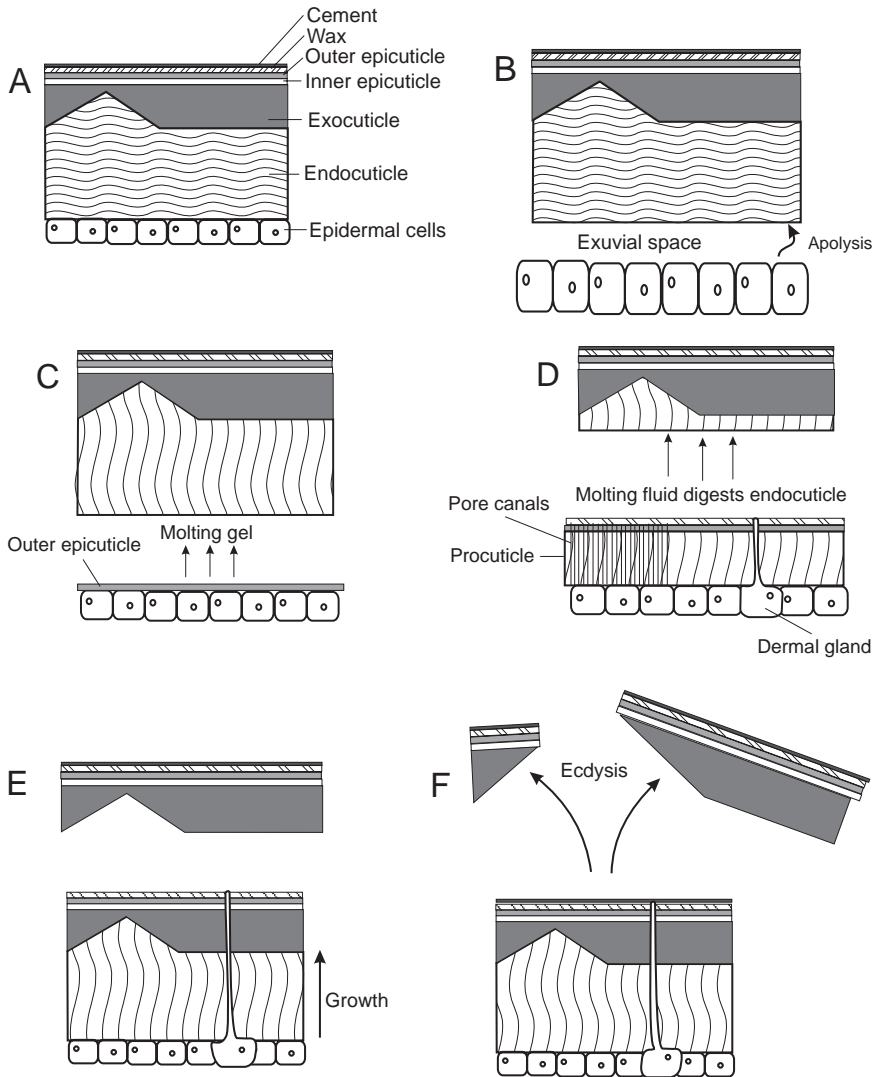 A
Cement
Wax
Outer epicuticle
Inner epicuticle
Exocuticle
Endocuticle
Epidermal cells
B
Exuvial space
Apolysis
C
Molting gel
Outer epicuticle
D
Molting fluid digests endocuticle
Pore canals
Procuticle
Dermal gland
E
Growth
F
Ecdysis